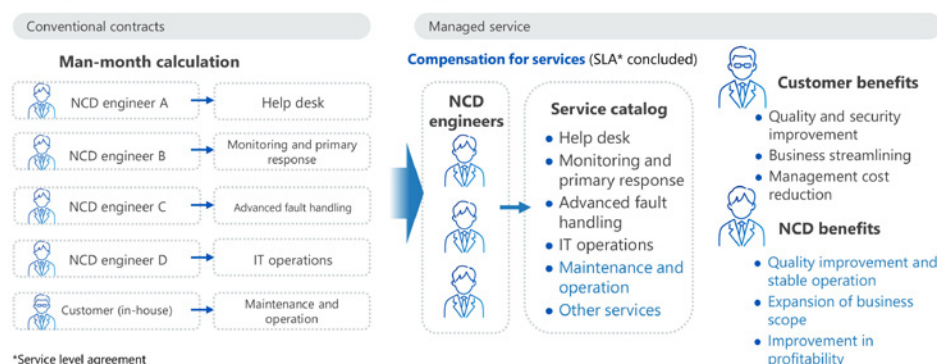 Conventional contracts
Man-month calculation
NCD engineer A
Help desk
NCD engineer B
Monitoring and primary
response
NCD engineer C
Advanced fault handling
NCD engineer D
IT operations
Customer (in-house)
Maintenance and
operation
*Service level agreement
Managed service
Compensation for services (SLA* concluded)
NCD
engineers
Service catalog
● Help desk
● Monitoring and
primary response
● Advanced fault
handling
● IT operations
● Maintenance and
operation
● Other services
Customer benefits
● Quality and security
improvement
● Business streamlining
● Management cost
reduction
NCD benefits
● Quality improvement and
stable operation
● Expansion of business
scope
● Improvement in
profitability